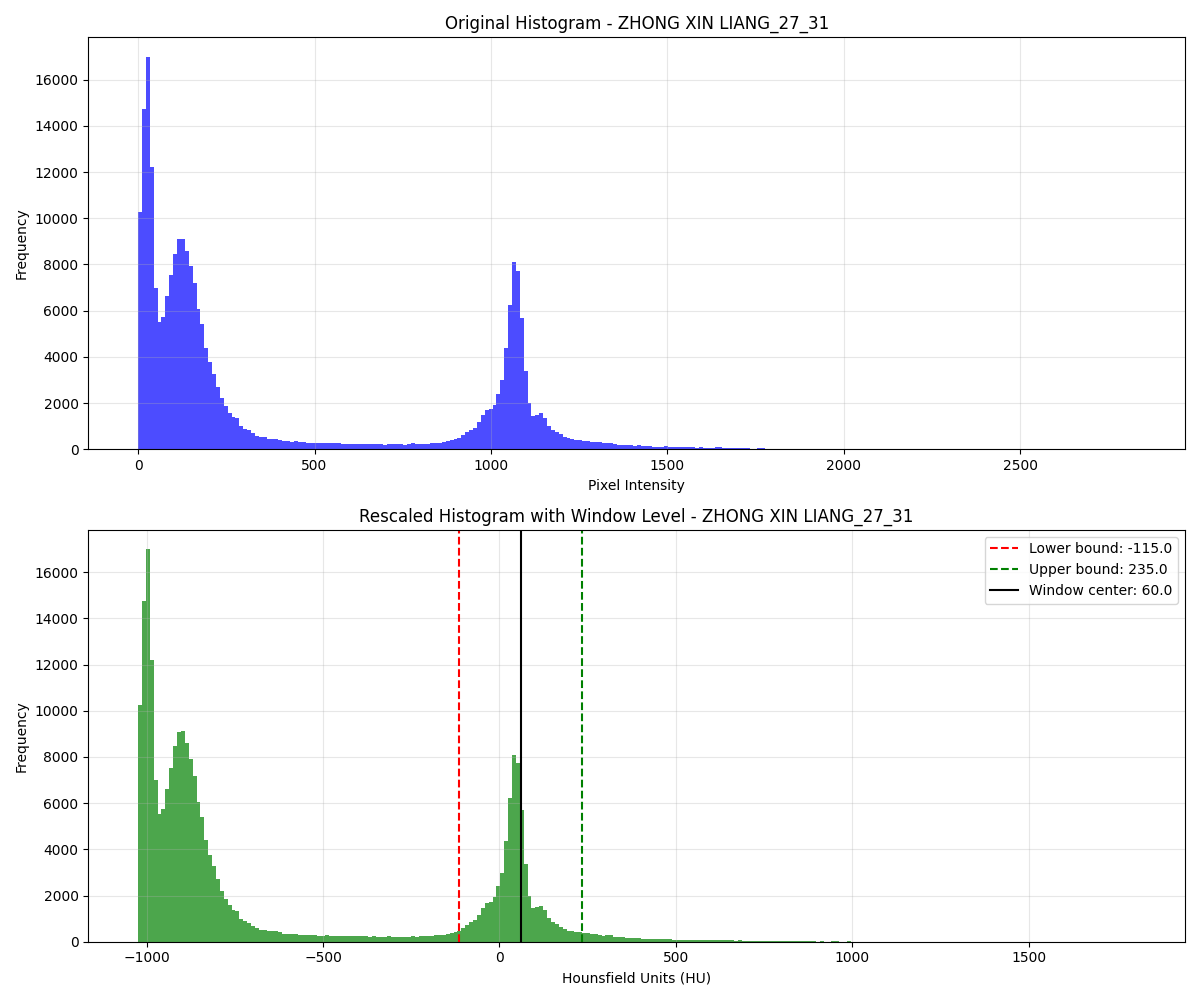 Original Histogram - ZHONG XIN LIANG_27_31
16000
14000
12000
10000
8000
6000
4000
2000
0
Frequency
0 500 1000 1500 2000 2500
Pixel Intensity
Rescaled Histogram with Window Level - ZHONG XIN LIANG_27_31
Lower bound: -115.0
Upper bound: 235.0
Window center: 60.0
16000
14000
12000
10000
8000
6000
4000
2000
0
Frequency
−1000 −500 0 500 1000 1500
Hounsfield Units (HU)